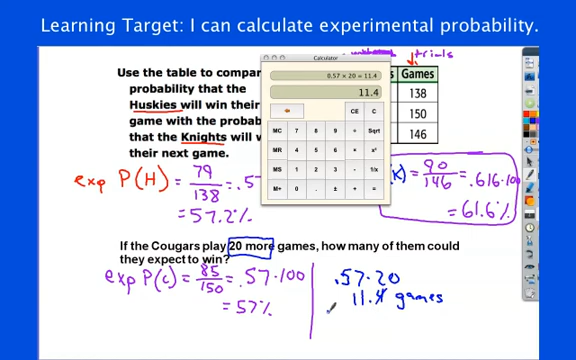 Learning Target: I can calculate experimental probability.
trials
Use the table to compar
probability that the
Huskies will win their
game with the probab
that the Knights will w
their next game.
Games
138
150
146
Calculator
0.57 × 20 = 11.4
11.4
CE C
MC 7 8 9 ÷ Sqrt
MR 4 5 6 × x²
MS 1 2 3 - 1/x
M+ 0 . ± + =
exp P(H) = 79/138 = .57
= 57.2%
(K) = 90/146 = .616·100
= 61.6%
If the Cougars play 20 more games, how many of them could
they expect to win?
exp P(C) = 85/150 = .57·100
= 57%
.57·20
11.4 games